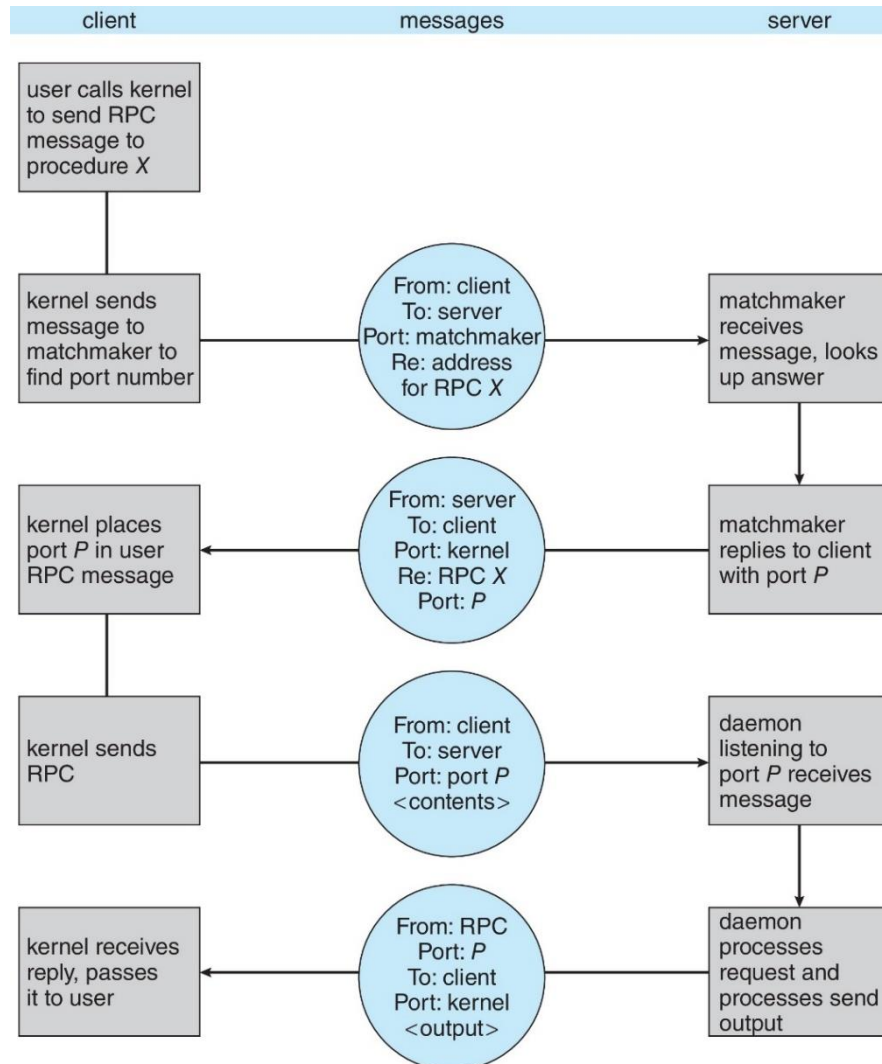 client messages server
user calls kernel
to send RPC
message to
procedure X
kernel sends
message to
matchmaker to
find port number
From: client
To: server
Port: matchmaker
Re: address
for RPC X
matchmaker
receives
message, looks
up answer
kernel places
port P in user
RPC message
From: server
To: client
Port: kernel
Re: RPC X
Port: P
matchmaker
replies to client
with port P
kernel sends
RPC
From: client
To: server
Port: port P
<contents>
daemon
listening to
port P receives
message
kernel receives
reply, passes
it to user
From: RPC
Port: P
To: client
Port: kernel
<output>
daemon
processes
request and
processes send
output